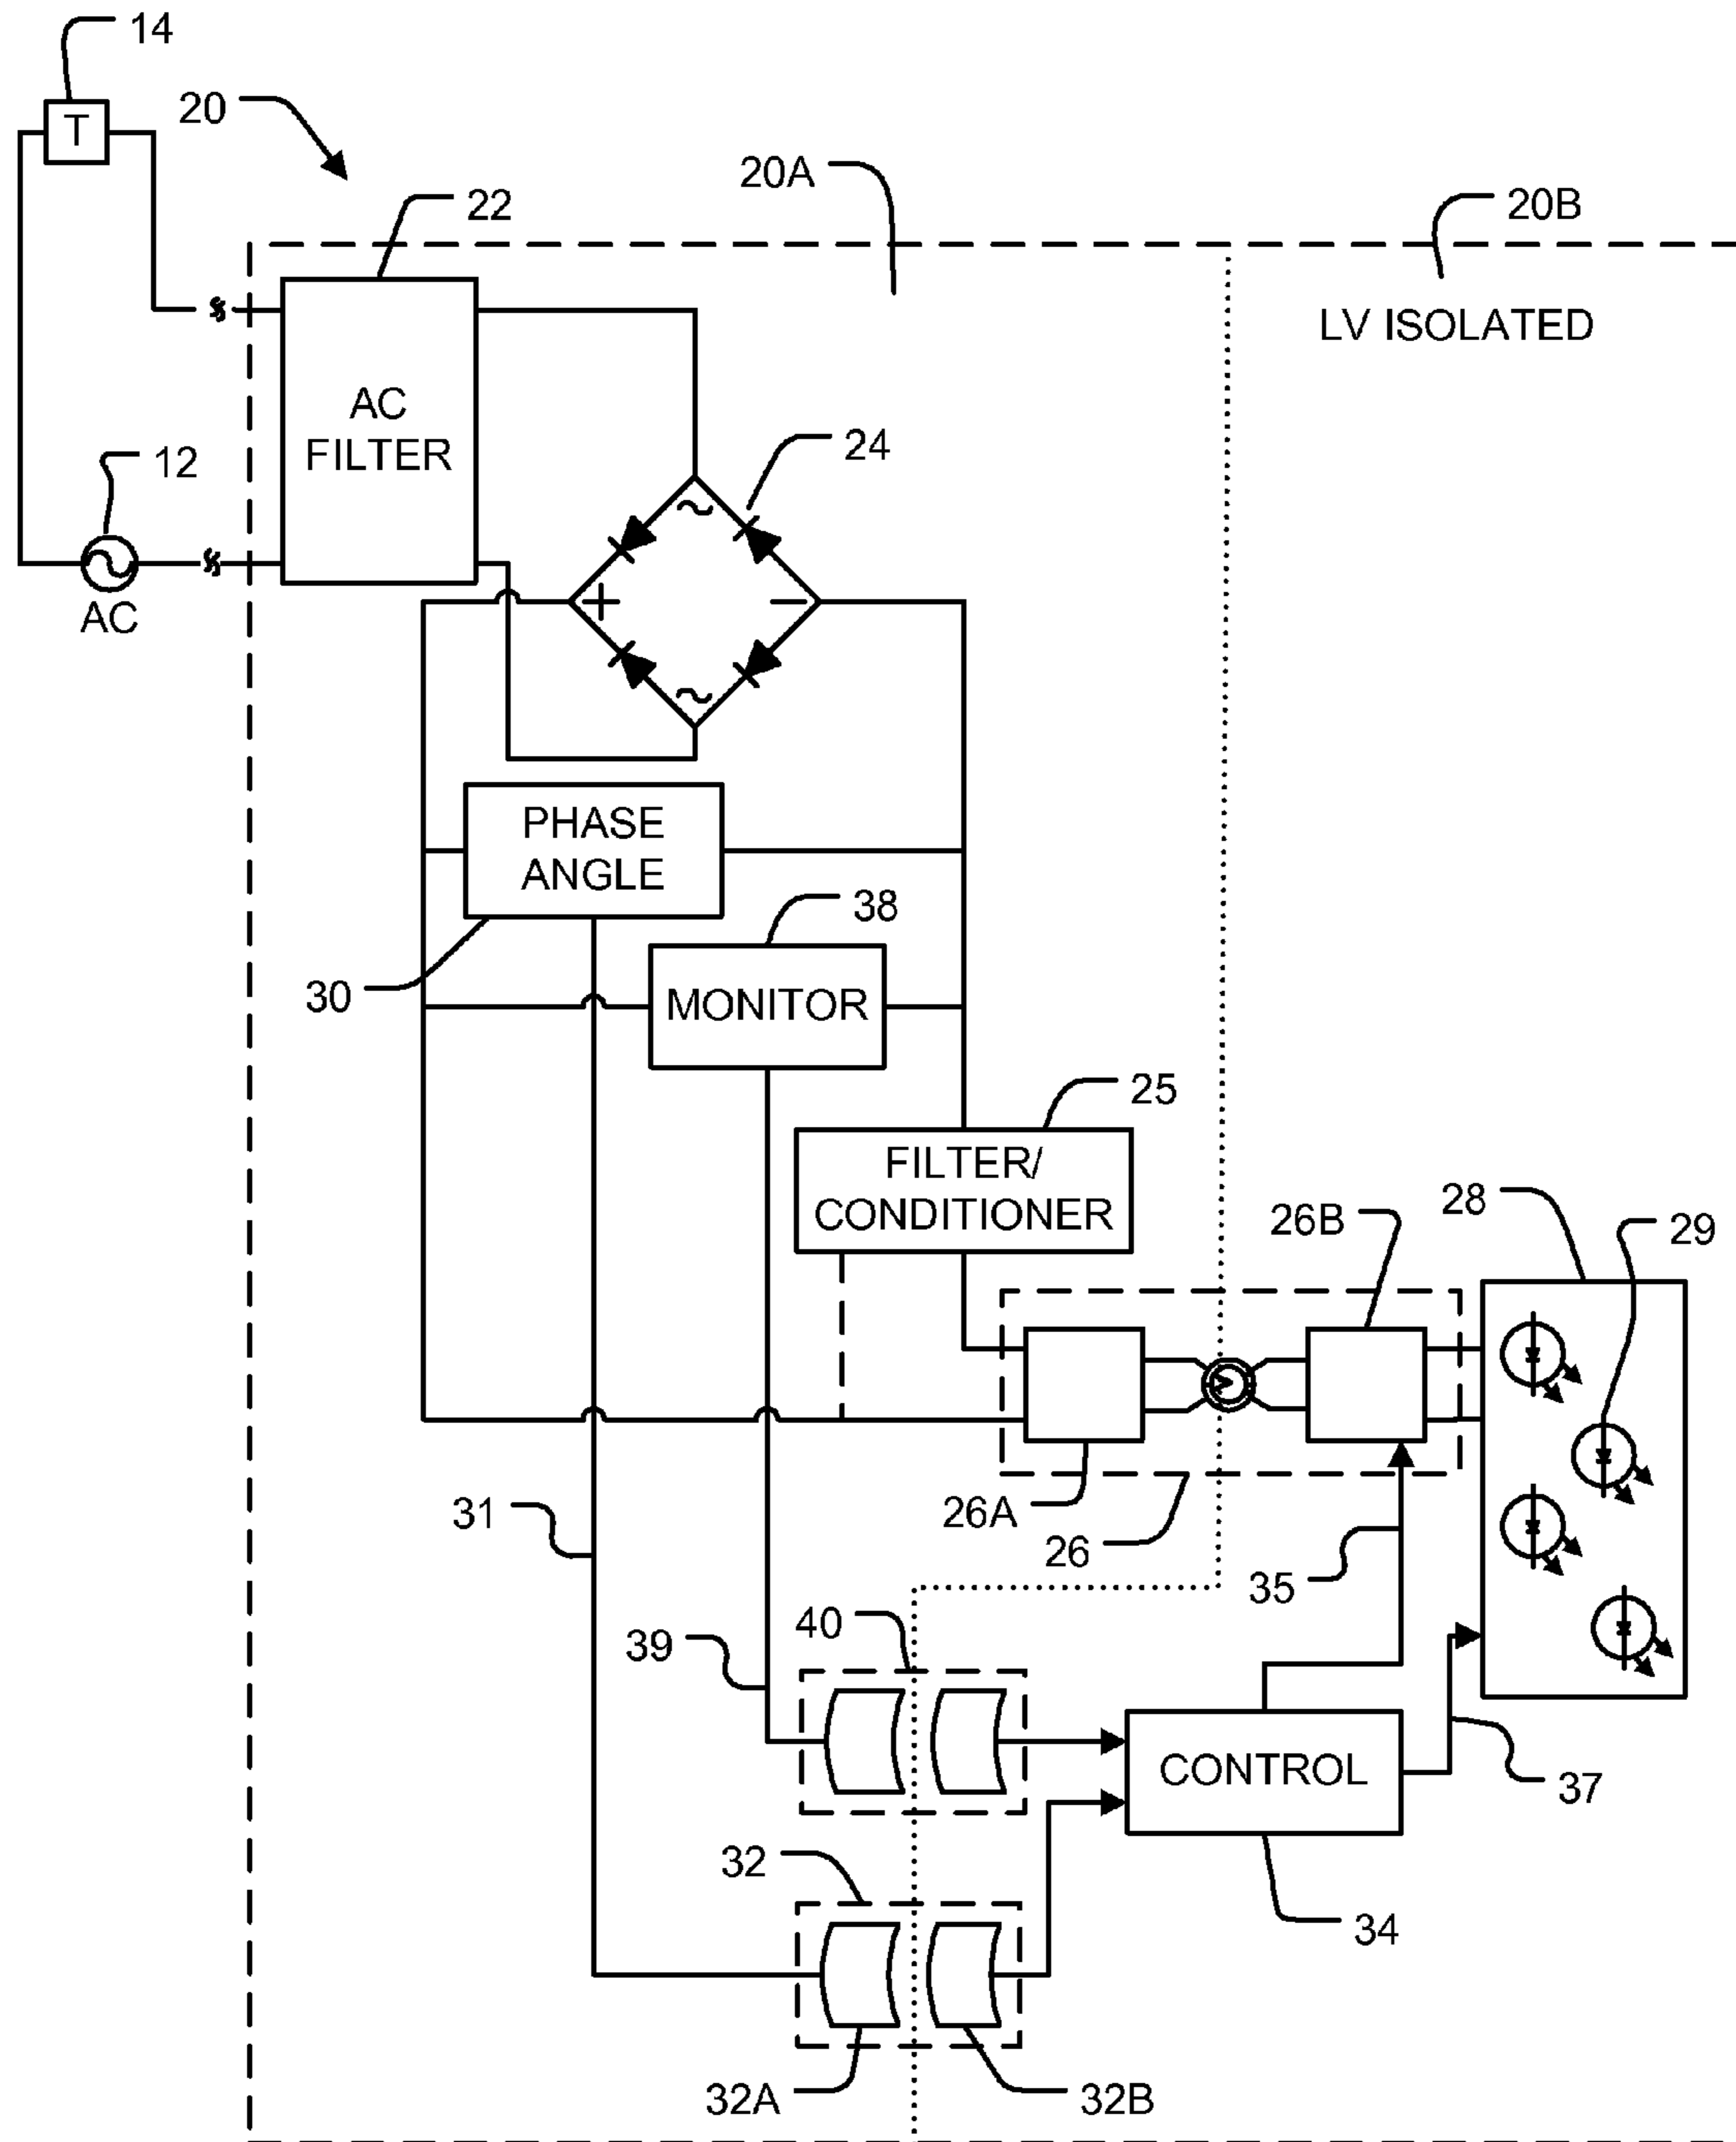 14
T
20
20A
22
20B
LV ISOLATED
AC
FILTER
24
12
AC
PHASE
ANGLE
38
30
MONITOR
25
FILTER/
CONDITIONER
28
26B
29
26A
31
26
35
40
39
CONTROL
37
32
34
32A
32B